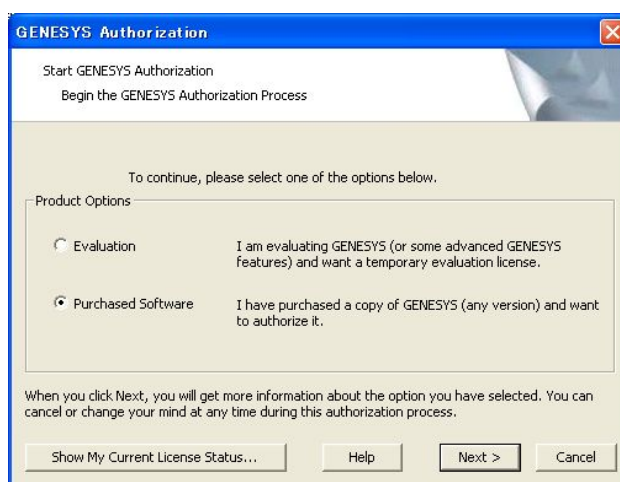 GENESYS Authorization
Start GENESYS Authorization
Begin the GENESYS Authorization Process
To continue, please select one of the options below.
Product Options
Evaluation
I am evaluating GENESYS (or some advanced GENESYS
features) and want a temporary evaluation license.
Purchased Software
I have purchased a copy of GENESYS (any version) and want
to authorize it.
When you click Next, you will get more information about the option you have selected. You can
cancel or change your mind at any time during this authorization process.
Show My Current License Status...
Help
Next >
Cancel